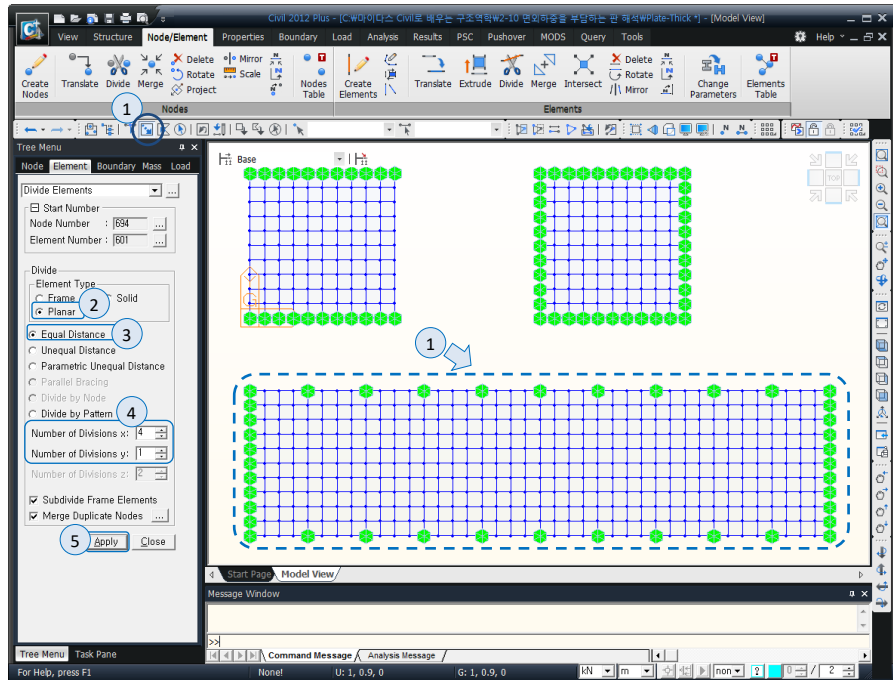 Civil 2012 Plus - [C:₩마이다스 Civil로 배우는 구조역학₩2-10 면외하중을 부담하는 판 해석₩Plate-Thick *] - [Model View]
View Structure Node/Element Properties Boundary Load Analysis Results PSC Pushover MODS Query Tools Help
Create Nodes
Translate
Divide
Merge
Delete
Rotate
Project
Mirror
Scale
Nodes Table
Create Elements
Translate
Extrude
Divide
Merge
Intersect
Delete
Rotate
Mirror
Change Parameters
Elements Table
Nodes
Elements
1
Tree Menu
Node Element Boundary Mass Load
Divide Elements
Start Number
Node Number : 694
Element Number : 601
Divide
Element Type
Frame
Solid
Planar
2
Equal Distance
3
Unequal Distance
Parametric Unequal Distance
Parallel Bracing
Divide by Node
Divide by Pattern
4
Number of Divisions x: 4
Number of Divisions y: 1
Number of Divisions z: 2
Subdivide Frame Elements
Merge Duplicate Nodes
5
Apply
Close
Base
TOP
1
Start Page
Model View
Message Window
>>
Command Message
Analysis Message
Tree Menu
Task Pane
For Help, press F1
None!
U: 1, 0.9, 0
G: 1, 0.9, 0
kN
m
non
?
0
/
2